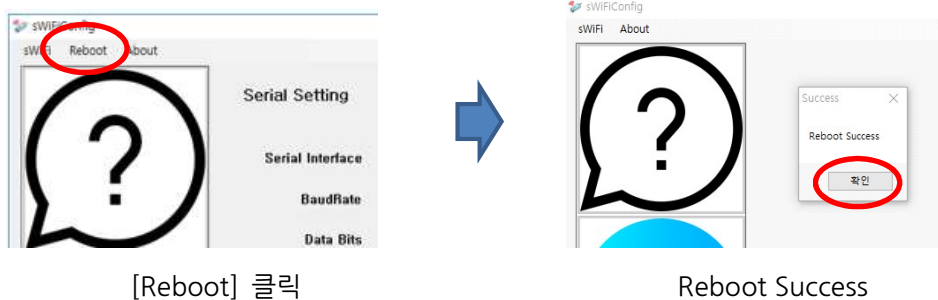 sWiFiConfig
sWiFi Reboot About
Serial Setting
Serial Interface
BaudRate
Data Bits
[Reboot] 클릭
sWiFiConfig
sWiFi About
?
?
Success
Reboot Success
확인
Reboot Success